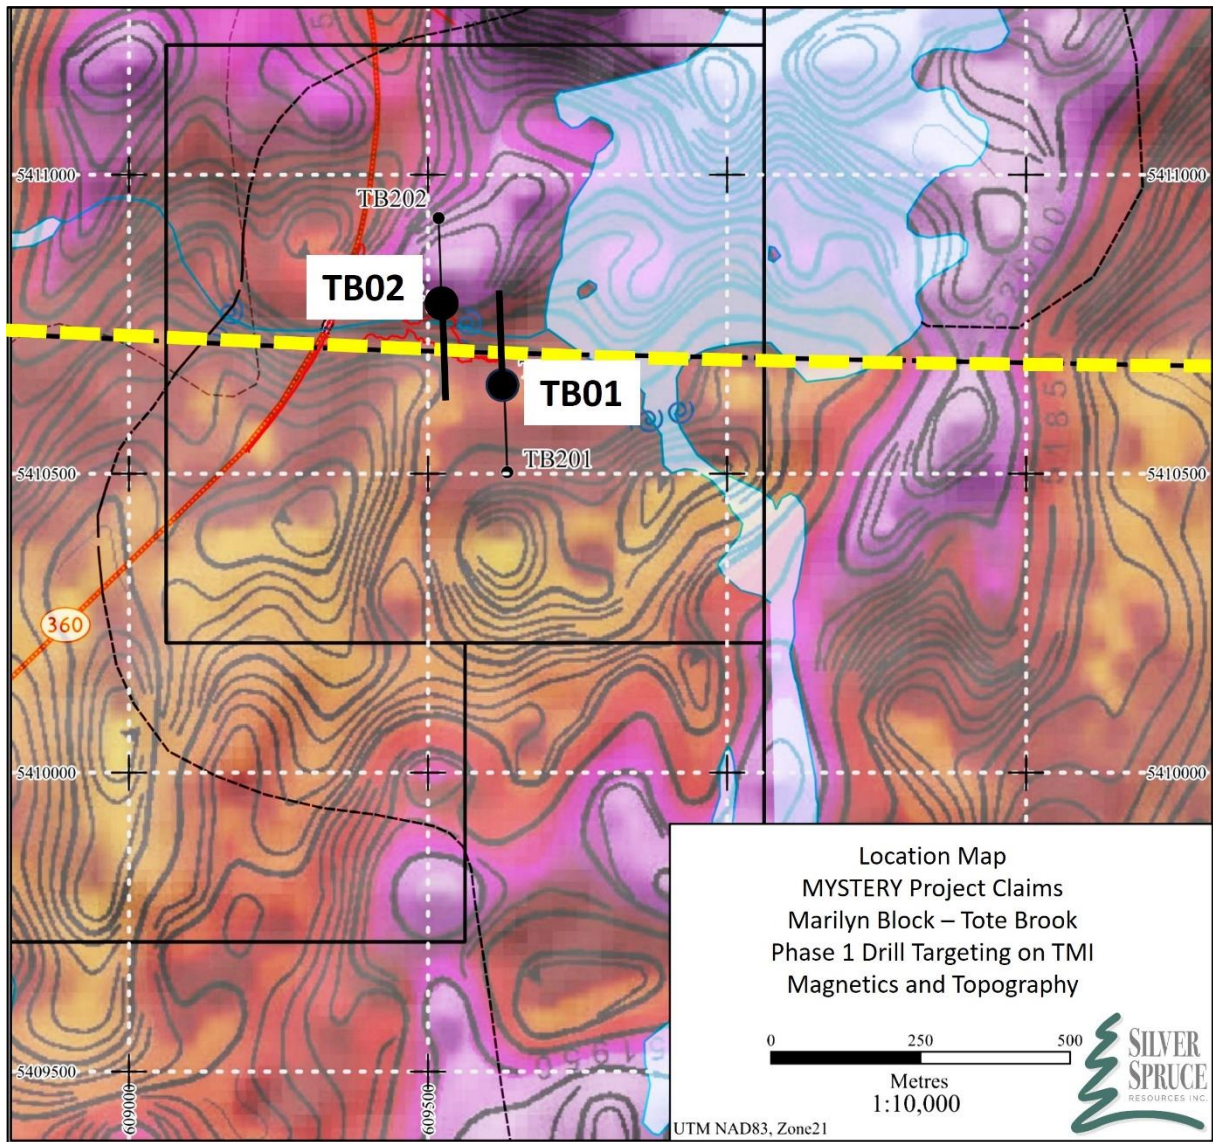 5411000
5411000
TB202
TB02
TB01
5410500
TB201
5410500
5185
5200
360
5410000
5410000
Location Map
MYSTERY Project Claims
Marilyn Block – Tote Brook
Phase 1 Drill Targeting on TMI
Magnetics and Topography
0 250 500
Metres
1:10,000
SILVER
SPRUCE
RESOURCES INC.
5409500
609000
609500
UTM NAD83, Zone21